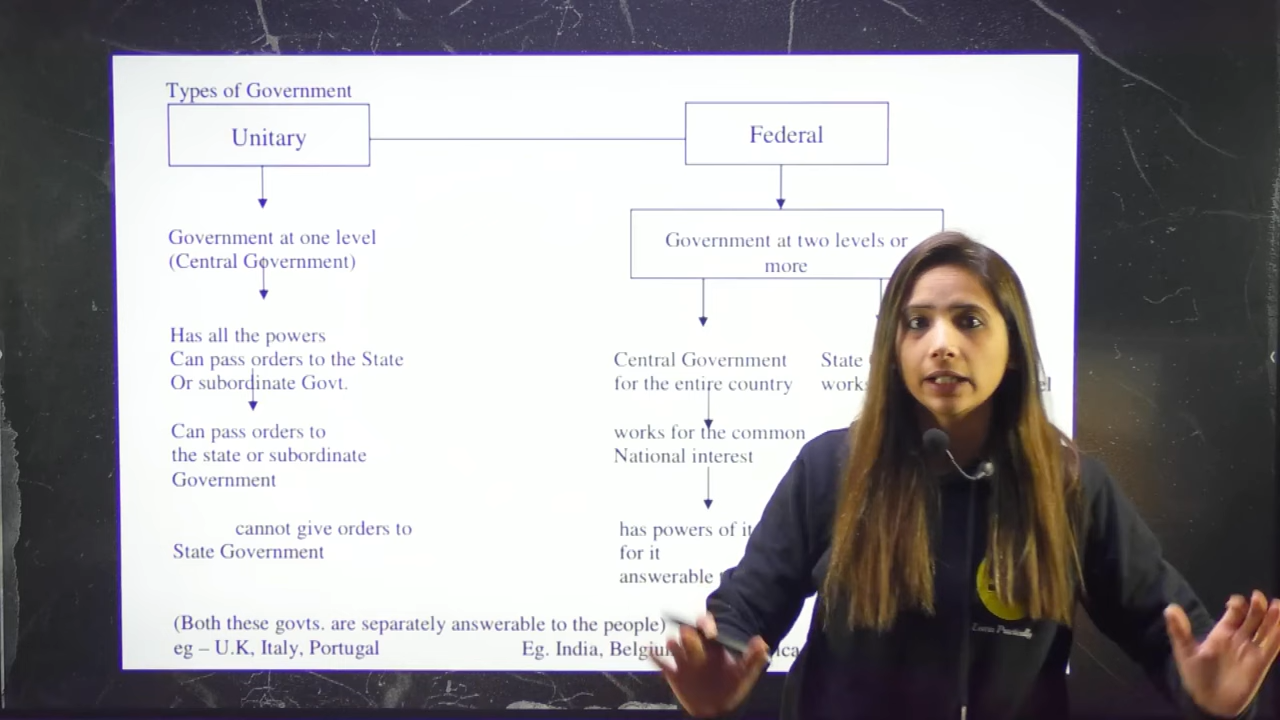 Types of Government
Unitary
Federal
Government at one level
(Central Government)
Government at two levels or
more
Has all the powers
Can pass orders to the State
Or subordinate Govt.
Central Government
for the entire country
State
works
Can pass orders to
the state or subordinate
Government
works for the common
National interest
cannot give orders to
State Government
has powers of
for it
answerable
(Both these govts. are separately answerable to the people)
eg – U.K, Italy, Portugal
Eg. India,
Learn Practically